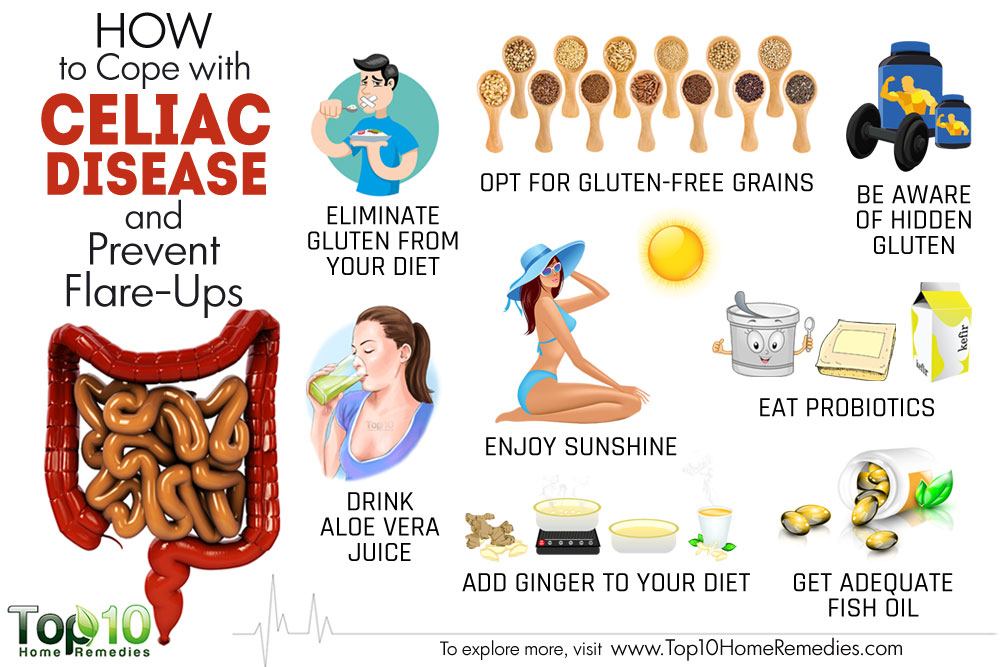 HOW
to Cope with
CELIAC
DISEASE
and
Prevent
Flare-Ups
ELIMINATE
GLUTEN FROM
YOUR DIET
OPT FOR GLUTEN-FREE GRAINS
BE AWARE
OF HIDDEN
GLUTEN
DRINK
ALOE VERA
JUICE
Top10
ENJOY SUNSHINE
kefir
kefir
EAT PROBIOTICS
ADD GINGER TO YOUR DIET
GET ADEQUATE
FISH OIL
Top10
Home Remedies
To explore more, visit www.Top10HomeRemedies.com